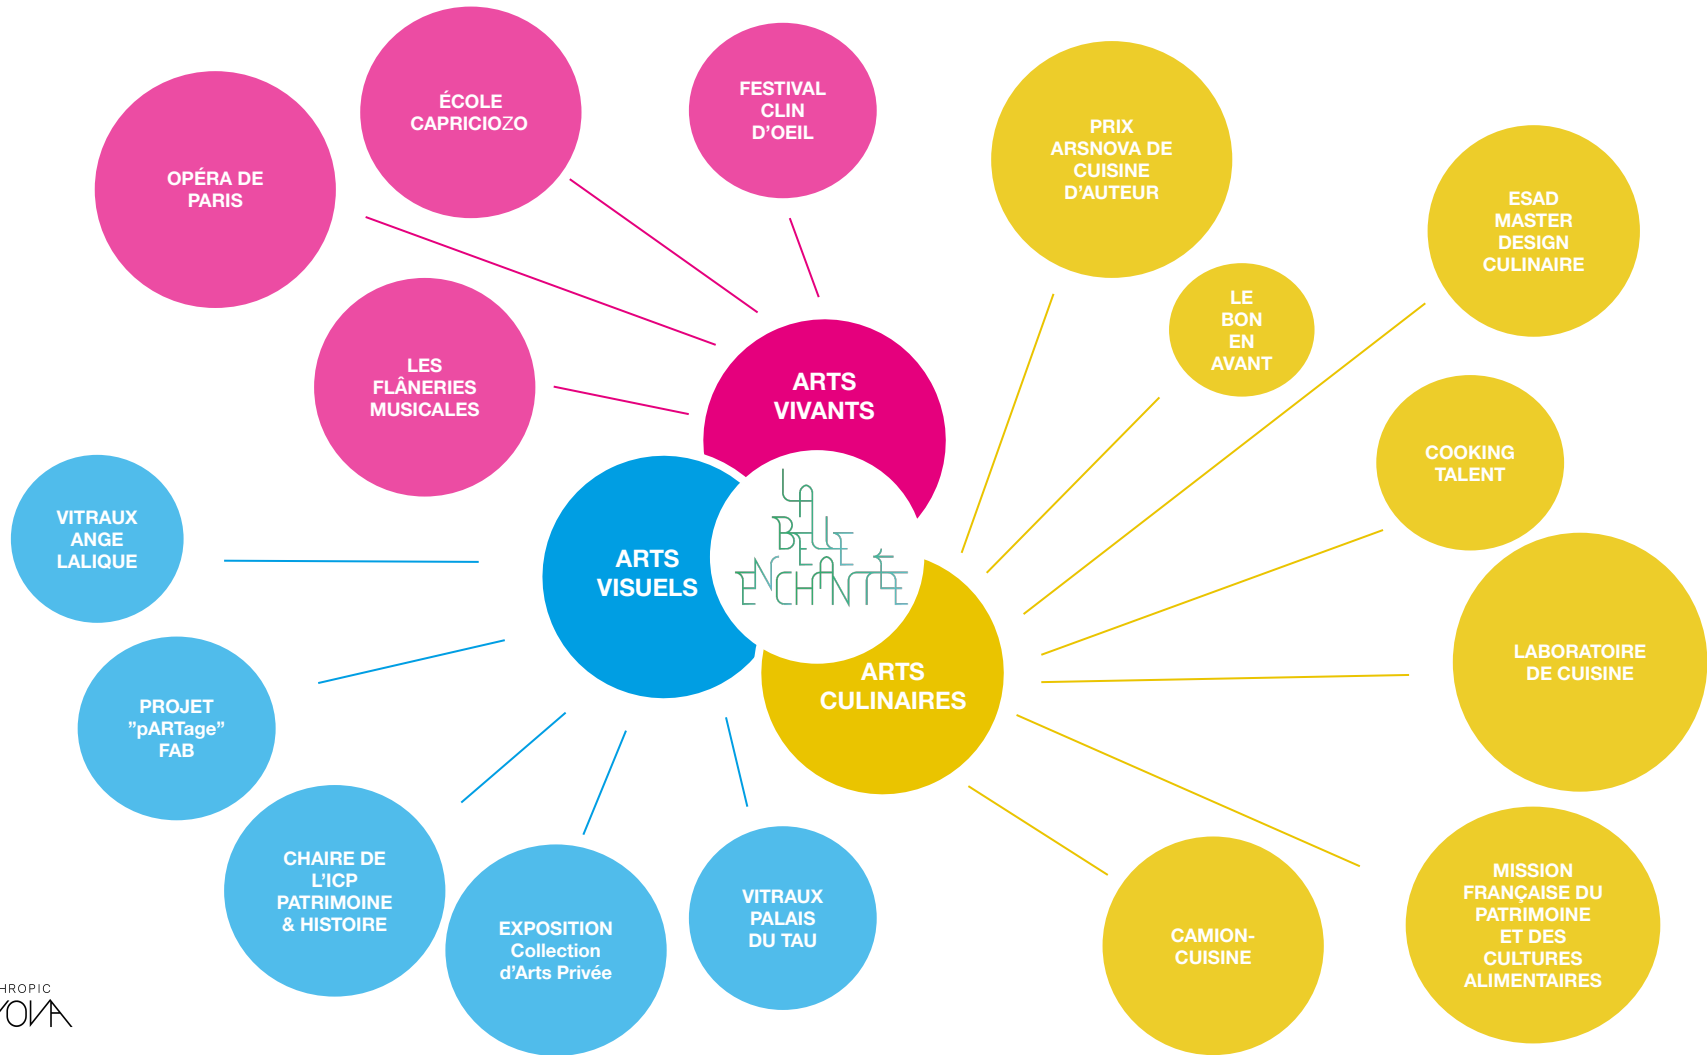 OPÉRA DE
PARIS
ÉCOLE
CAPRICIOZO
FESTIVAL
CLIN
D’OEIL
PRIX
ARSNOVA DE
CUISINE
D’AUTEUR
ESAD
MASTER
DESIGN
CULINAIRE
LE
BON
EN
AVANT
LES
FLÂNERIES
MUSICALES
ARTS
VIVANTS
COOKING
TALENT
VITRAUX
ANGE
LALIQUE
ARTS
VISUELS
LA
BELLE
ENCHANTÉE
LABORATOIRE
DE CUISINE
ARTS
CULINAIRES
PROJET
”pARTage”
FAB
CHAIRE DE
L’ICP
PATRIMOINE
& HISTOIRE
EXPOSITION
Collection
d’Arts Privée
VITRAUX
PALAIS
DU TAU
CAMION-
CUISINE
MISSION
FRANÇAISE DU
PATRIMOINE
ET DES
CULTURES
ALIMENTAIRES
HROPIC
OVA